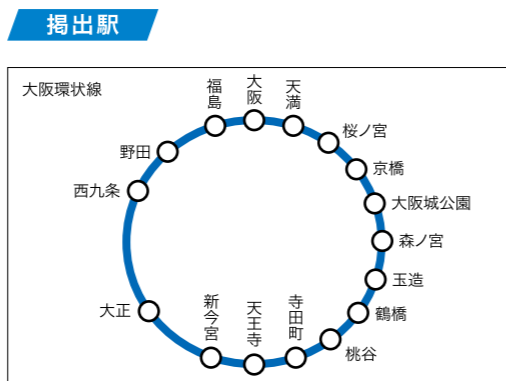 掲出駅
大阪環状線
福島
大阪
天満
桜ノ宮
京橋
大阪城公園
森ノ宮
玉造
鶴橋
桃谷
寺田町
天王寺
新今宮
大正
西九条
野田